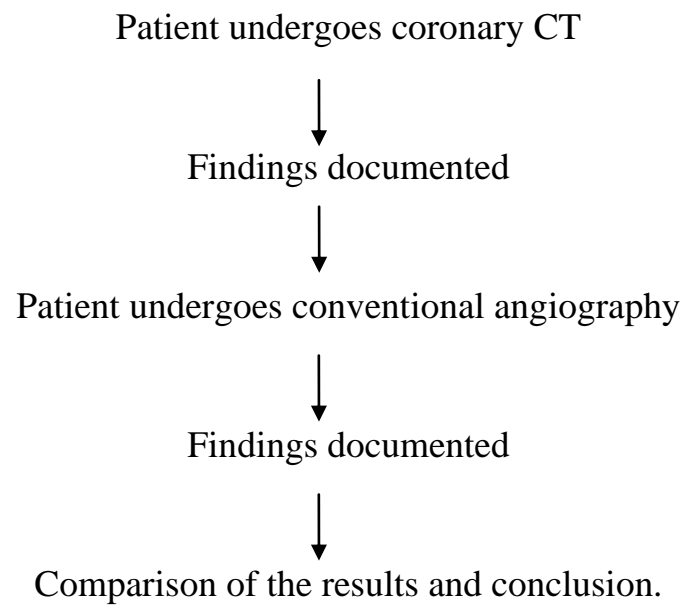 Patient undergoes coronary CT
Findings documented
Patient undergoes conventional angiography
Findings documented
Comparison of the results and conclusion.